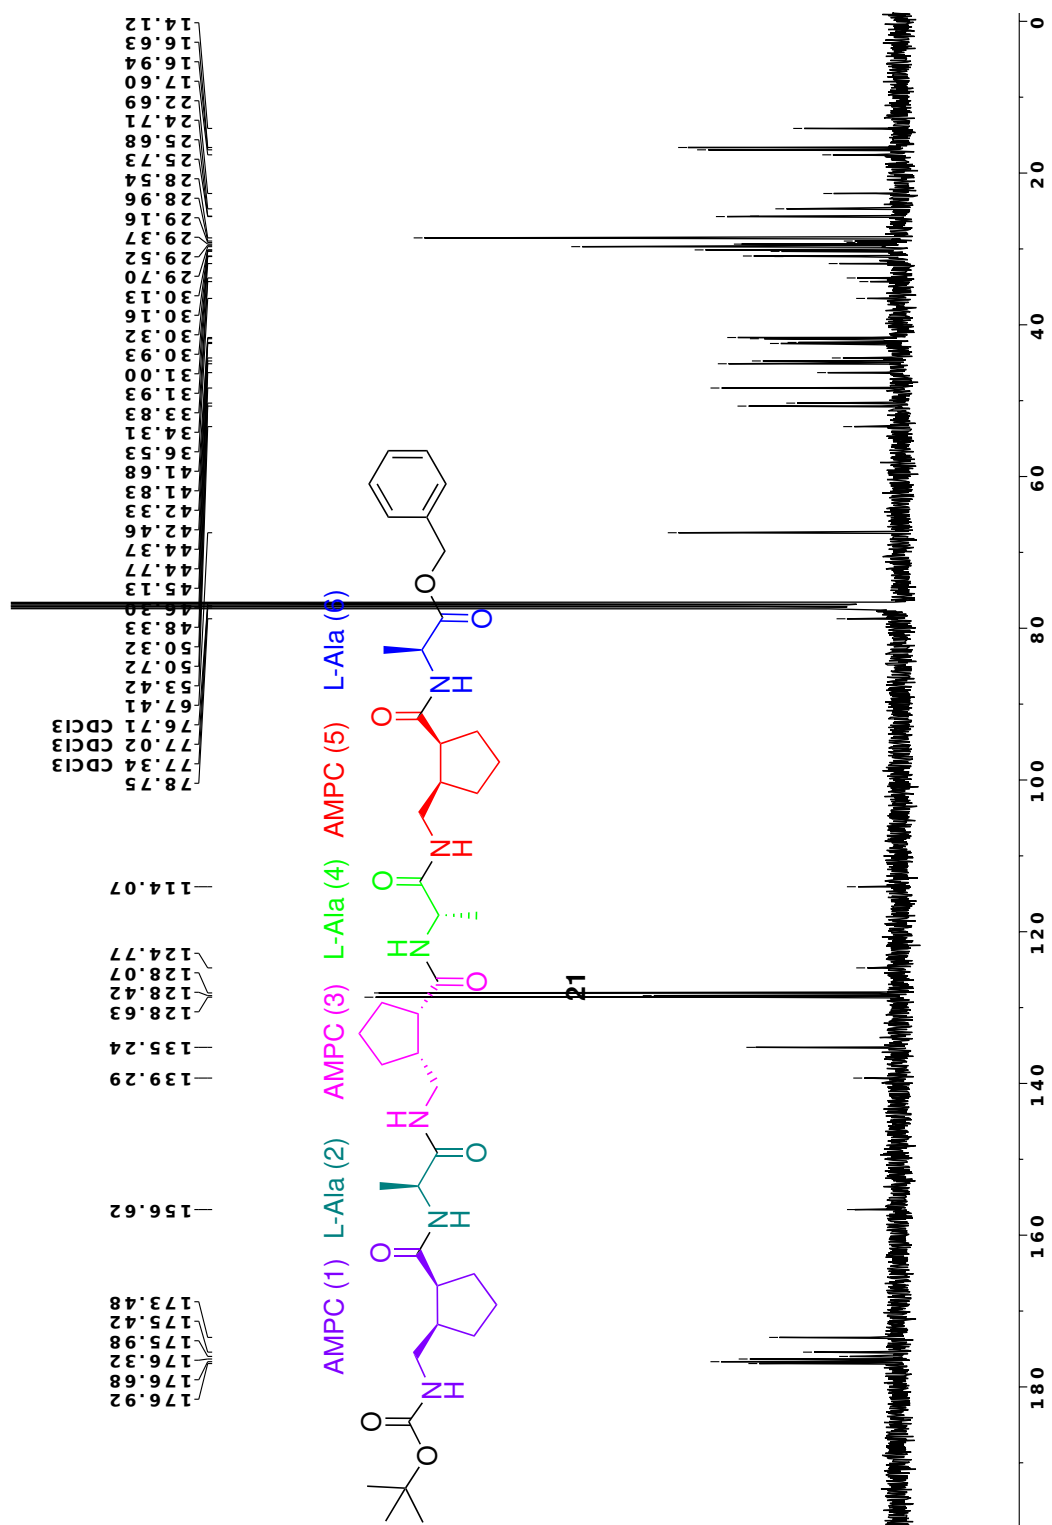 14.12
16.63
16.94
17.60
22.69
24.71
25.68
25.73
28.54
28.96
29.16
29.37
29.52
29.70
30.13
30.16
30.32
30.93
31.00
31.93
33.83
34.31
36.53
41.68
41.83
42.33
42.46
44.37
44.77
45.13
46.30
48.33
50.32
50.72
53.42
67.41
76.71 CDCl3
77.02 CDCl3
77.34 CDCl3
78.75
114.07
124.77
128.07
128.42
128.63
135.24
139.29
156.62
173.48
175.42
175.98
176.32
176.68
176.92
AMPC (1) L-Ala (2) AMPC (3) L-Ala (4) AMPC (5) L-Ala (6)
O
O
N
H
O
N
H
O
N
H
O
N
H
O
N
H
O
N
H
O
O
21
180 160 140 120 100 80 60 40 20 0